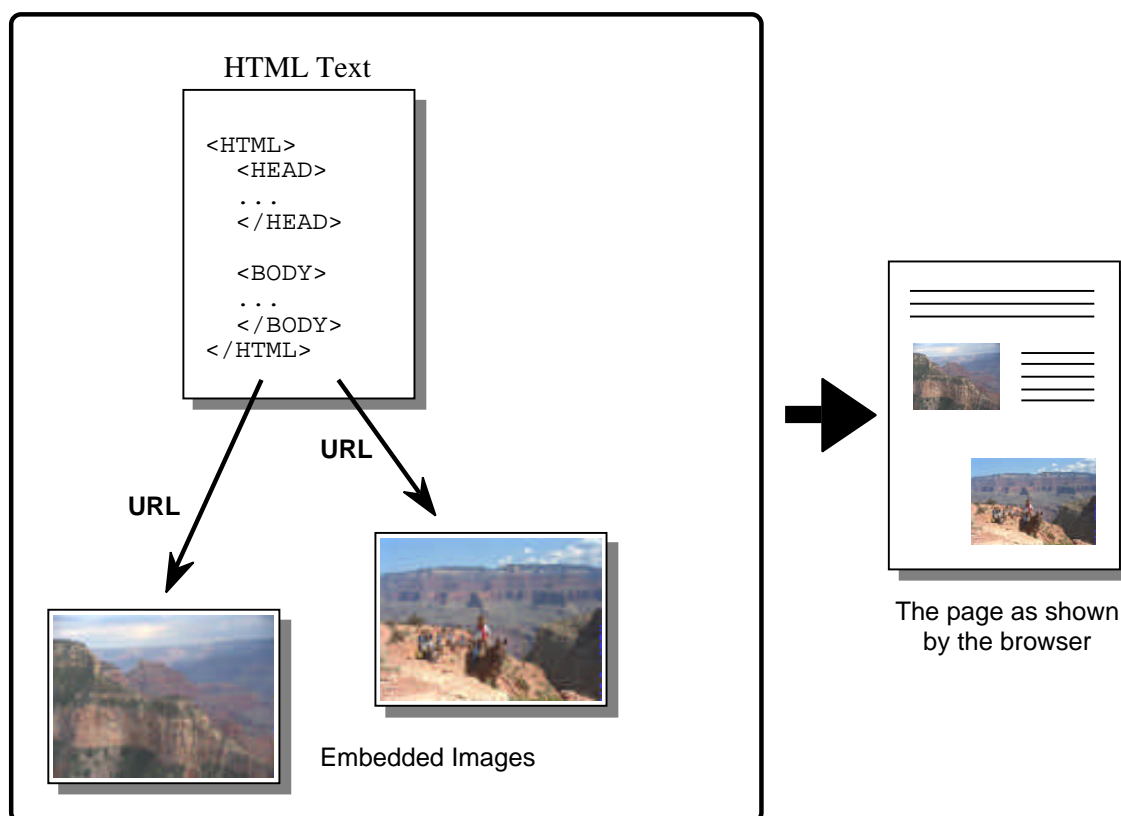 HTML Text
<HTML>
<HEAD>
...
</HEAD>
<BODY>
...
</BODY>
</HTML>
URL
URL
Embedded Images
The page as shown
by the browser